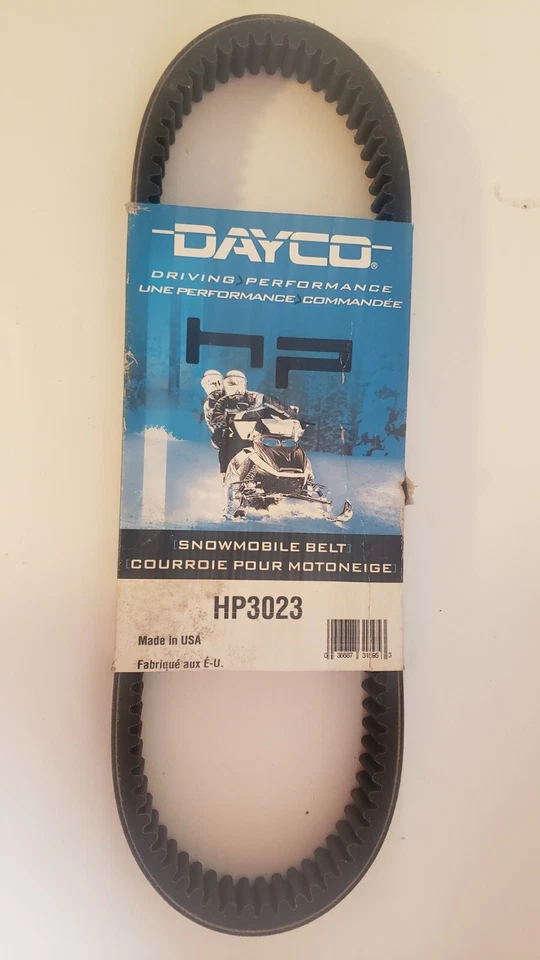 DAYCO®
DRIVING PERFORMANCE
UNE PERFORMANCE COMMANDÉE
hp
[SNOWMOBILE BELT]
[COURROIE POUR MOTONEIGE]
HP3023
Made in USA
Fabriqué aux É-U.